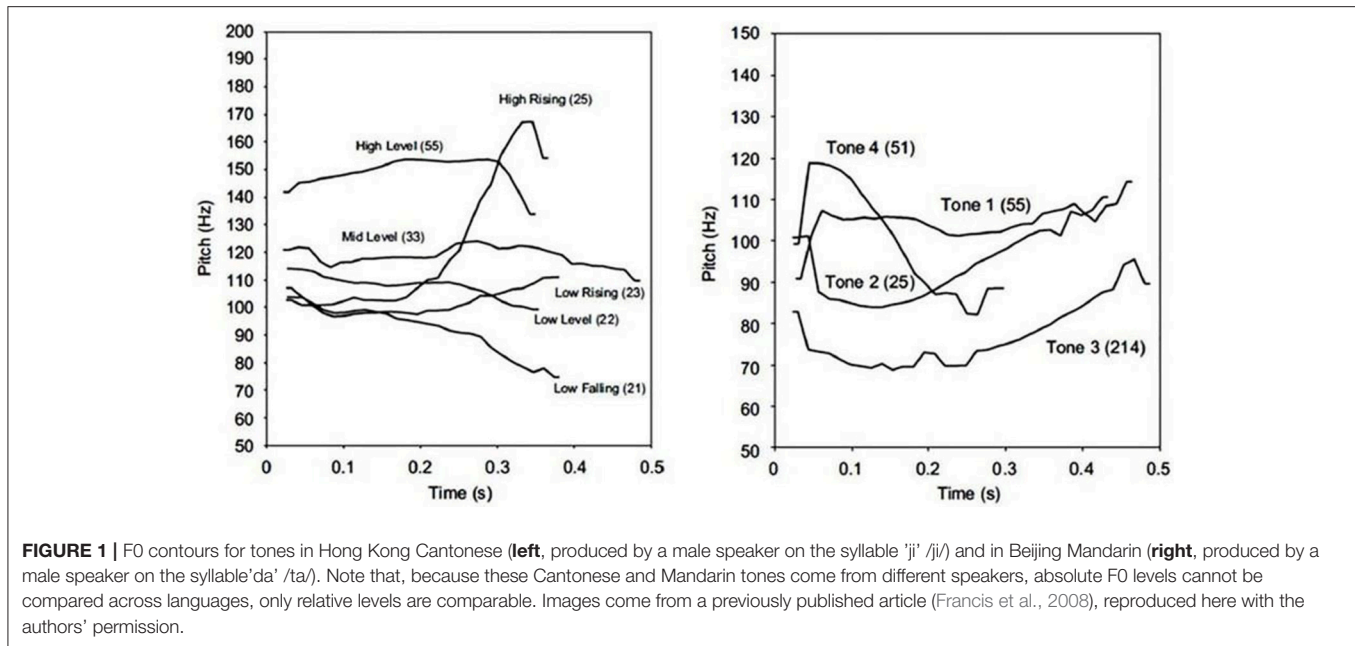 200
190
180
170
160
150
140
130
120
110
100
90
80
70
60
50
Pitch (Hz)
High Rising (25)
High Level (55)
Mid Level (33)
Low Rising (23)
Low Level (22)
Low Falling (21)
0 0.1 0.2 0.3 0.4 0.5
Time (s)
150
140
130
120
110
100
90
80
70
60
50
Pitch (Hz)
Tone 4 (51)
Tone 1 (55)
Tone 2 (25)
Tone 3 (214)
0 0.1 0.2 0.3 0.4 0.5
Time (s)
FIGURE 1 | F0 contours for tones in Hong Kong Cantonese (left, produced by a male speaker on the syllable 'ji' /ji/) and in Beijing Mandarin (right, produced by a
male speaker on the syllable'da' /ta/). Note that, because these Cantonese and Mandarin tones come from different speakers, absolute F0 levels cannot be
compared across languages, only relative levels are comparable. Images come from a previously published article (Francis et al., 2008), reproduced here with the
authors' permission.